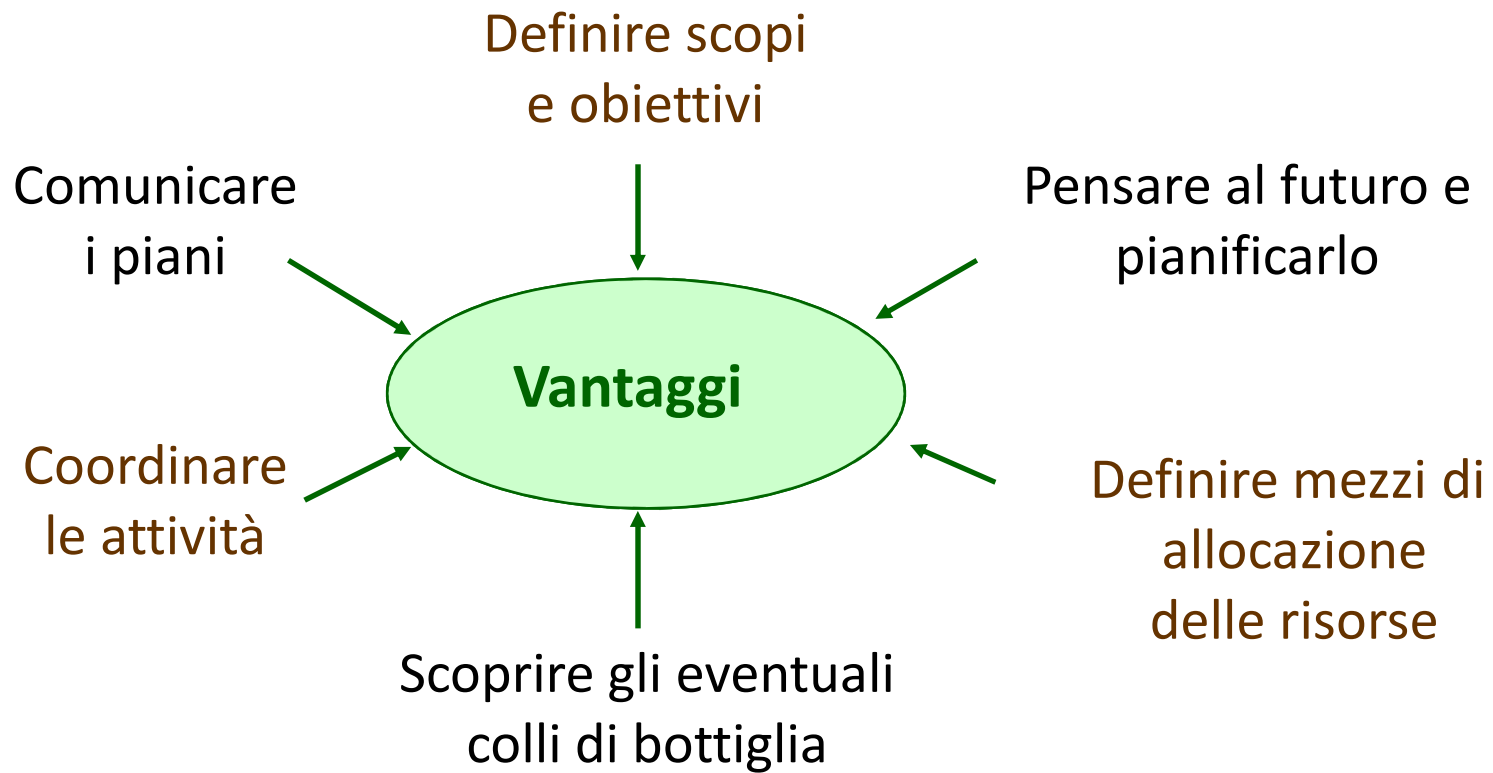 Definire scopi
e obiettivi
Comunicare
i piani
Pensare al futuro e
pianificarlo
Vantaggi
Coordinare
le attività
Definire mezzi di
allocazione
delle risorse
Scoprire gli eventuali
colli di bottiglia